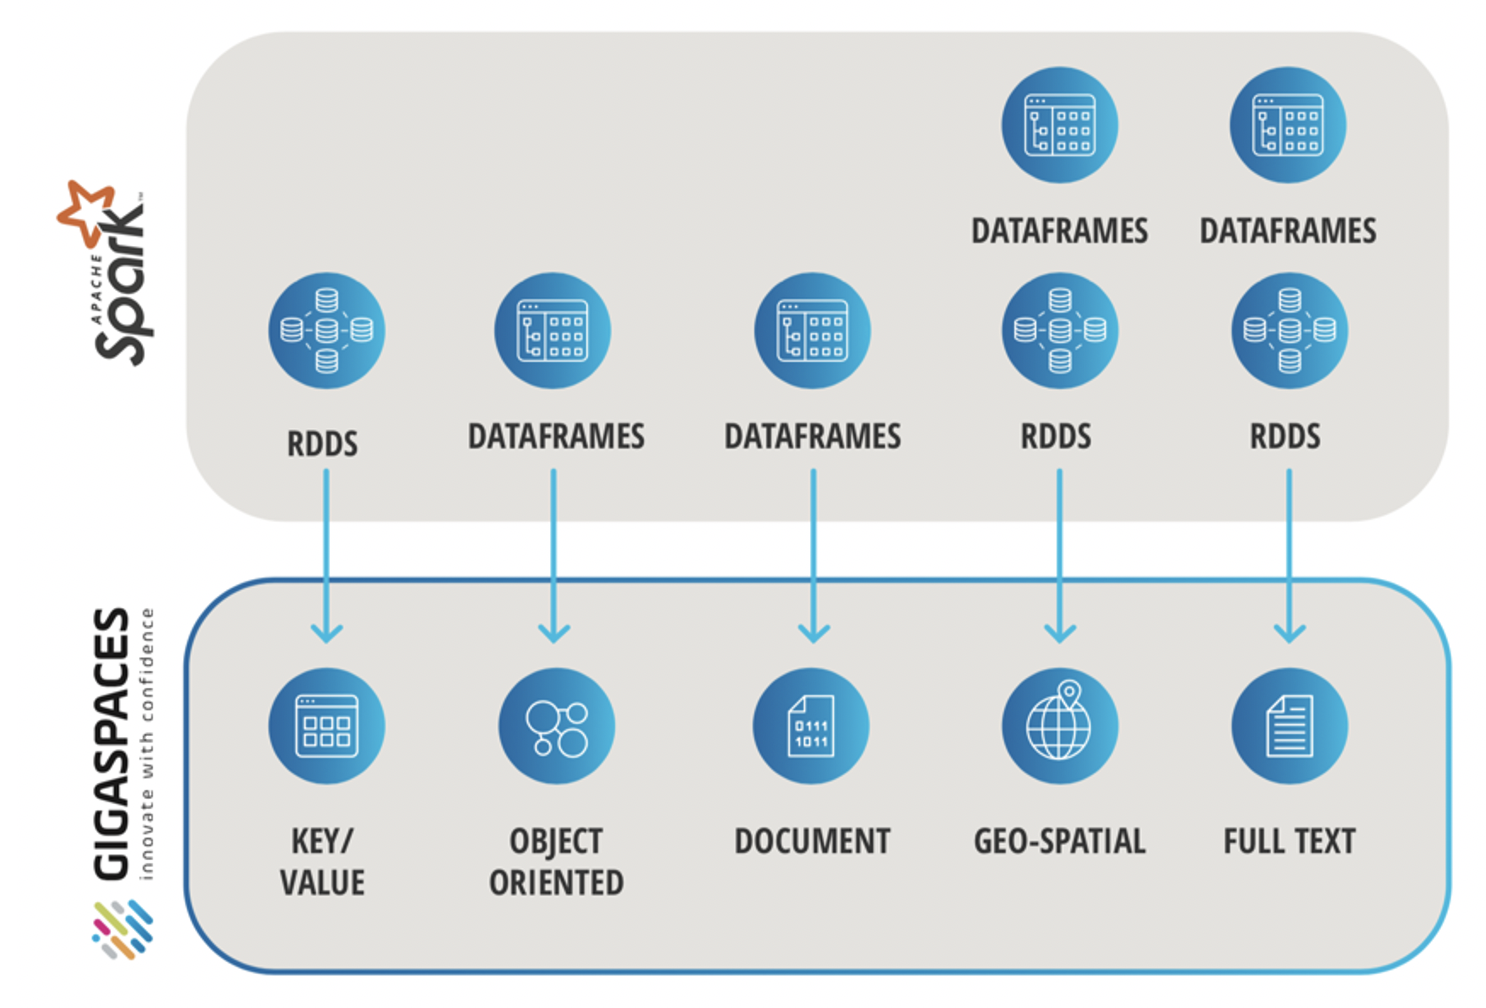 APACHE
Spark™
DATAFRAMES
DATAFRAMES
RDDS
DATAFRAMES
DATAFRAMES
RDDS
RDDS
GIGASPACES
innovate with confidence
0111
1011
KEY/
VALUE
OBJECT
ORIENTED
DOCUMENT
GEO-SPATIAL
FULL TEXT